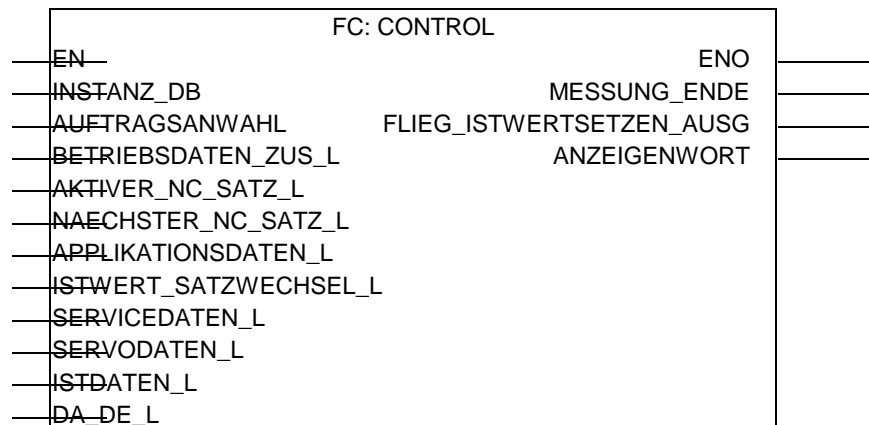 FC: CONTROL
EN ENO
INSTANZ_DB MESSUNG_ENDE
AUFTRAGSANWAHL FLIEG_ISTWERTSETZEN_AUSG
BETRIEBSDATEN_ZUS_L ANZEIGENWORT
AKTIVER_NC_SATZ_L
NAECHSTER_NC_SATZ_L
APPLIKATIONSDATEN_L
ISTWERT_SATZWECHSEL_L
SERVICEDATEN_L
SERVODATEN_L
ISTDATEN_L
DA_DE_L